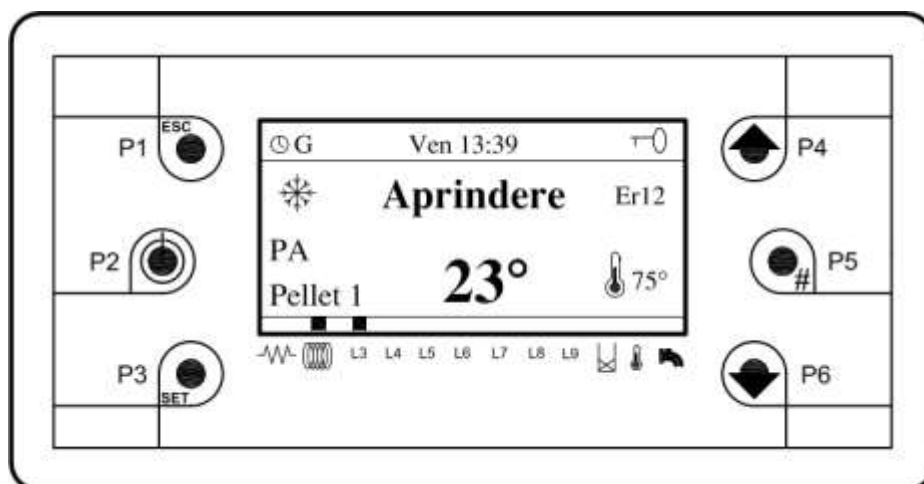 ESC
P1
G Ven 13:39
P4
Aprindere Er12
P2
PA
23° 75°
Pellet 1
P5
#
L3 L4 L5 L6 L7 L8 L9
P3
SET
P6